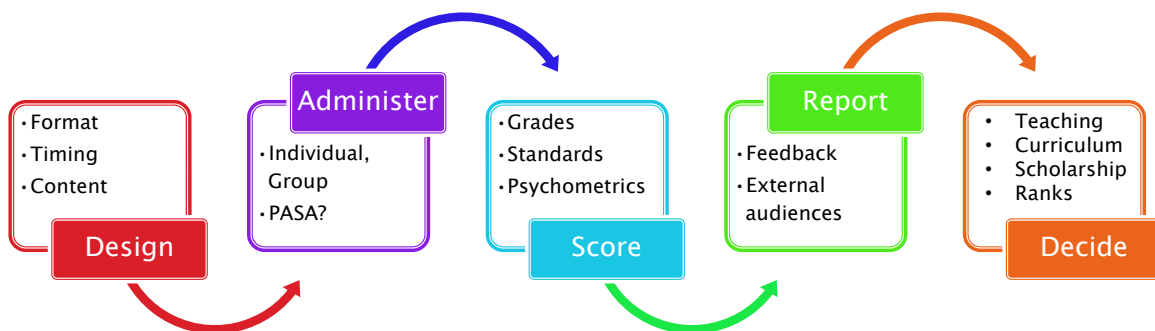 · Format
· Timing
· Content
Design
Administer
· Individual,
Group
· PASA?
· Grades
· Standards
· Psychometrics
Score
Report
· Feedback
· External
audiences
• Teaching
• Curriculum
• Scholarship
• Ranks
Decide